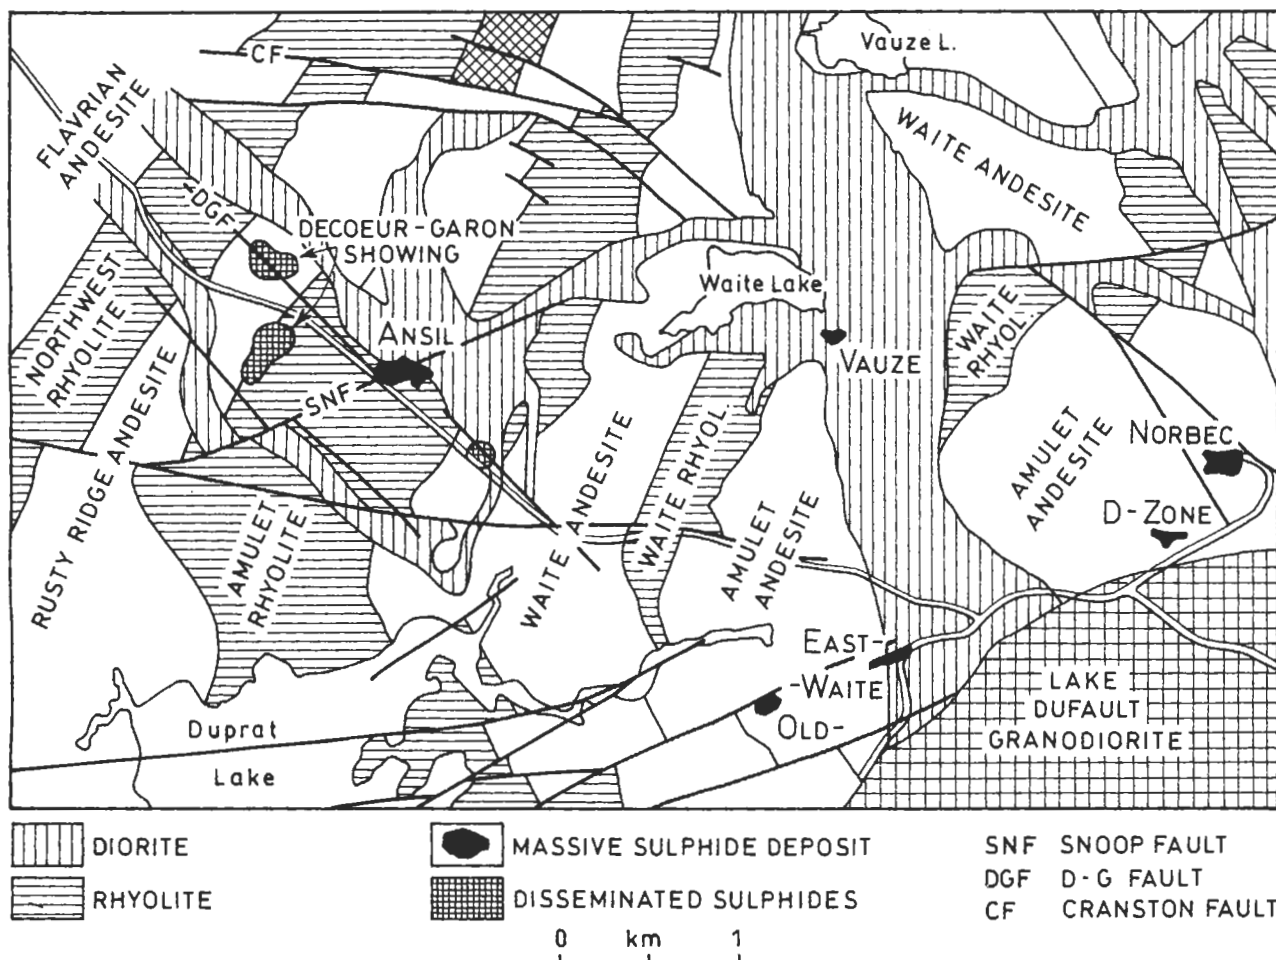 Vauze L.
CF
FLAVRIAN
ANDESITE
WAITE ANDESITE
DGF
DECOEUR-GARON
SHOWING
NORTHWEST
RHYOLITE
Waite Lake
ANSIL
VAUZE
WAITE
RHYOL.
SNF
RUSTY RIDGE ANDESITE
WAITE ANDESITE
WAITE RHYOL.
AMULET
ANDESITE
NORBEC
D-ZONE
AMULET
RHYOLITE
AMULET
ANDESITE
EAST-
-WAITE
OLD-
LAKE
DUFAULT
GRANODIORITE
Duprat
Lake
DIORITE
RHYOLITE
MASSIVE SULPHIDE DEPOSIT
DISSEMINATED SULPHIDES
SNF SNOOP FAULT
DGF D-G FAULT
CF CRANSTON FAULT
0 km 1